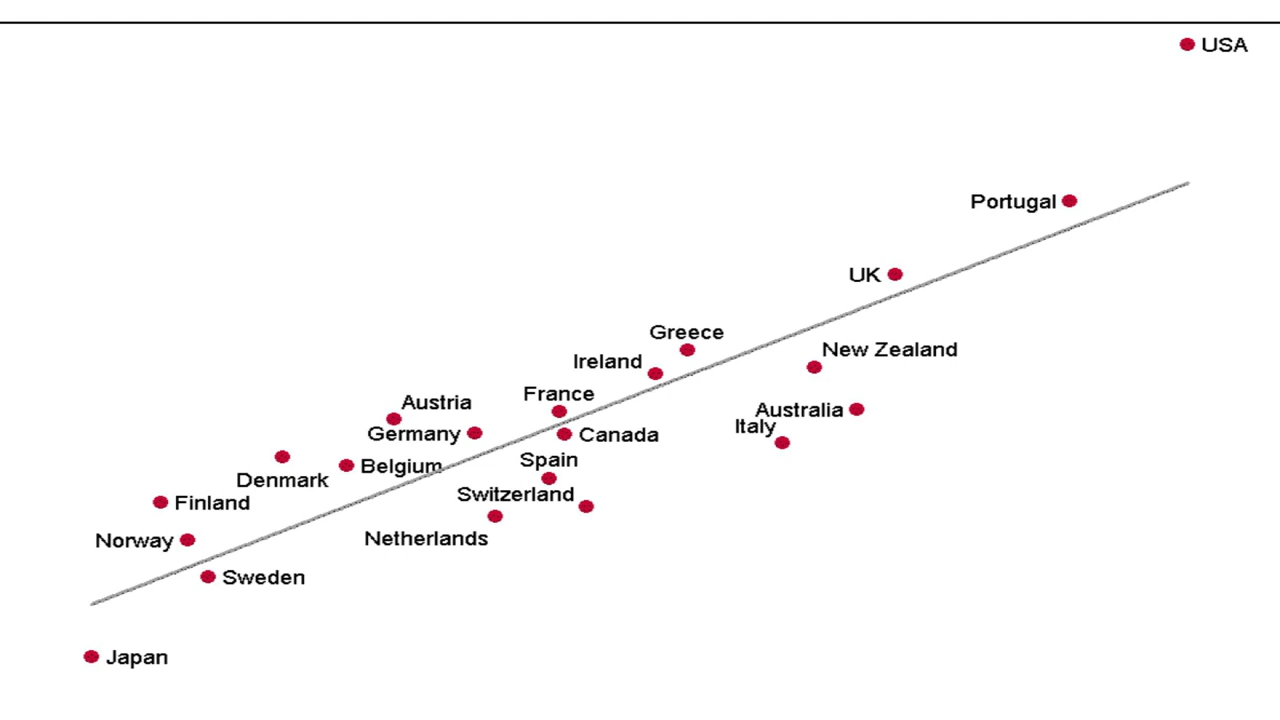 USA
Portugal
UK
Greece
New Zealand
Ireland
France
Austria
Australia
Italy
Germany
Canada
Spain
Belgium
Denmark
Switzerland
Finland
Netherlands
Norway
Sweden
Japan